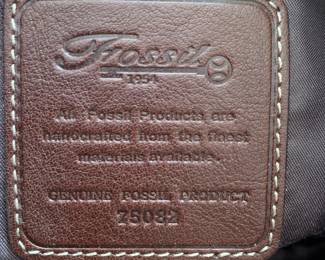 Fossil
1954
All Fossil Products are
handcrafted from the finest
materials available.
GENUINE FOSSIL PRODUCT
75082